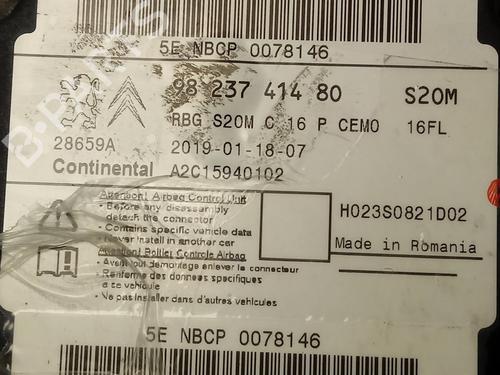 5E NBCP 0078146
98 237 414 80 S20M
RBG S20M C 16 P CEMO 16FL
28659A 2019-01-18-07
Continental A2C15940102
Attention! Airbag Control Unit
- Before any disassembly
detach the connector
- Contains specific vehicle data
- Never install in another car
Attention! Boîtier Contrôle Airbag
- Avant tout démontage enlever le connecteur
- Renferme des données spécifiques
à ce véhicule
- Ne pas installer dans d'autres véhicules
H023S0821D02
Made in Romania
5E NBCP 0078146